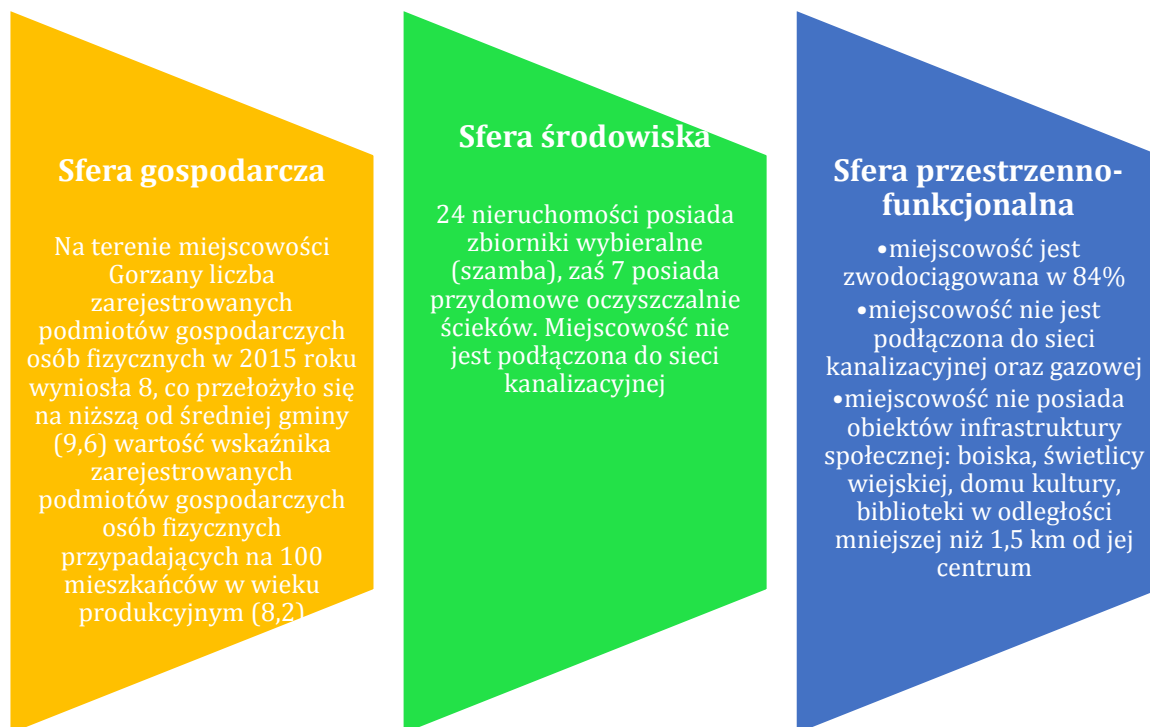 Sfera gospodarcza
Na terenie miejscowości
Gorzany liczba
zarejestrowanych
podmiotów gospodarczych
osób fizycznych w 2015 roku
wyniosła 8, co przełożyło się
na niższą od średniej gminy
(9,6) wartość wskaźnika
zarejestrowanych
podmiotów gospodarczych
osób fizycznych
przypadających na 100
mieszkańców w wieku
produkcyjnym (8,2)
Sfera środowiska
24 nieruchomości posiada
zbiorniki wybieralne
(szamba), zaś 7 posiada
przydomowe oczyszczalnie
ścieków. Miejscowość nie
jest podłączona do sieci
kanalizacyjnej
Sfera przestrzenno-
funkcjonalna
•miejscowość jest
zwodociągowana w 84%
•miejscowość nie jest
podłączona do sieci
kanalizacyjnej oraz gazowej
•miejscowość nie posiada
obiektów infrastruktury
społecznej: boiska, świetlicy
wiejskiej, domu kultury,
biblioteki w odległości
mniejszej niż 1,5 km od jej
centrum